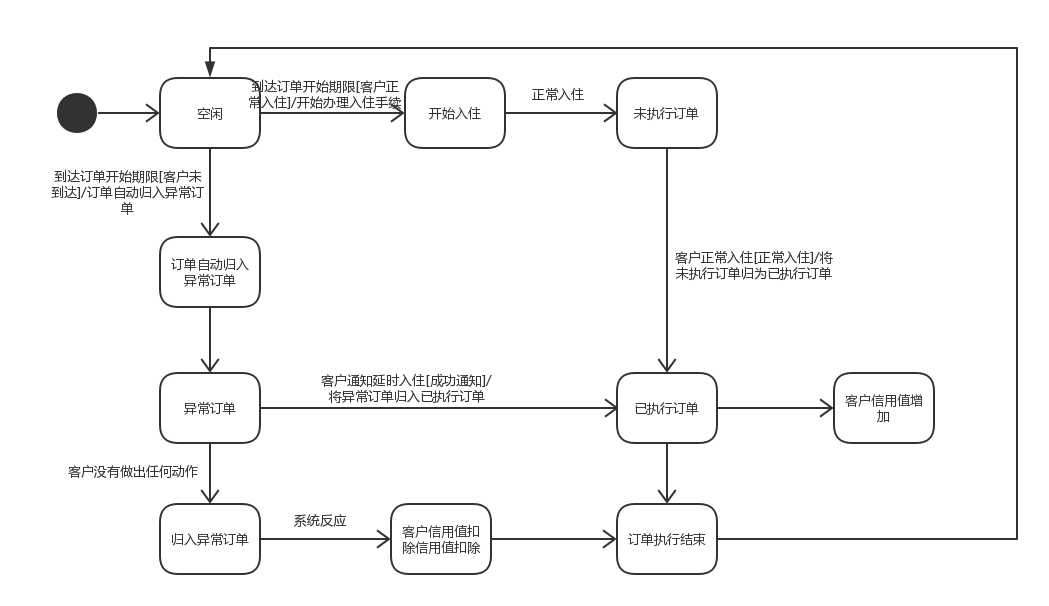 到达订单开始期限[客户正
常入住]/开始办理入住手续
空闲
开始入住
正常入住
未执行订单
到达订单开始期限[客户未
到达]/订单自动归入异常订
单
订单自动归入
异常订单
客户正常入住[正常入住]/将
未执行订单归为已执行订单
客户通知延时入住[成功通知]/
将异常订单归入已执行订单
异常订单
已执行订单
客户信用值增
加
客户没有做出任何动作
归入异常订单
系统反应
客户信用值扣
除信用值扣除
订单执行结束